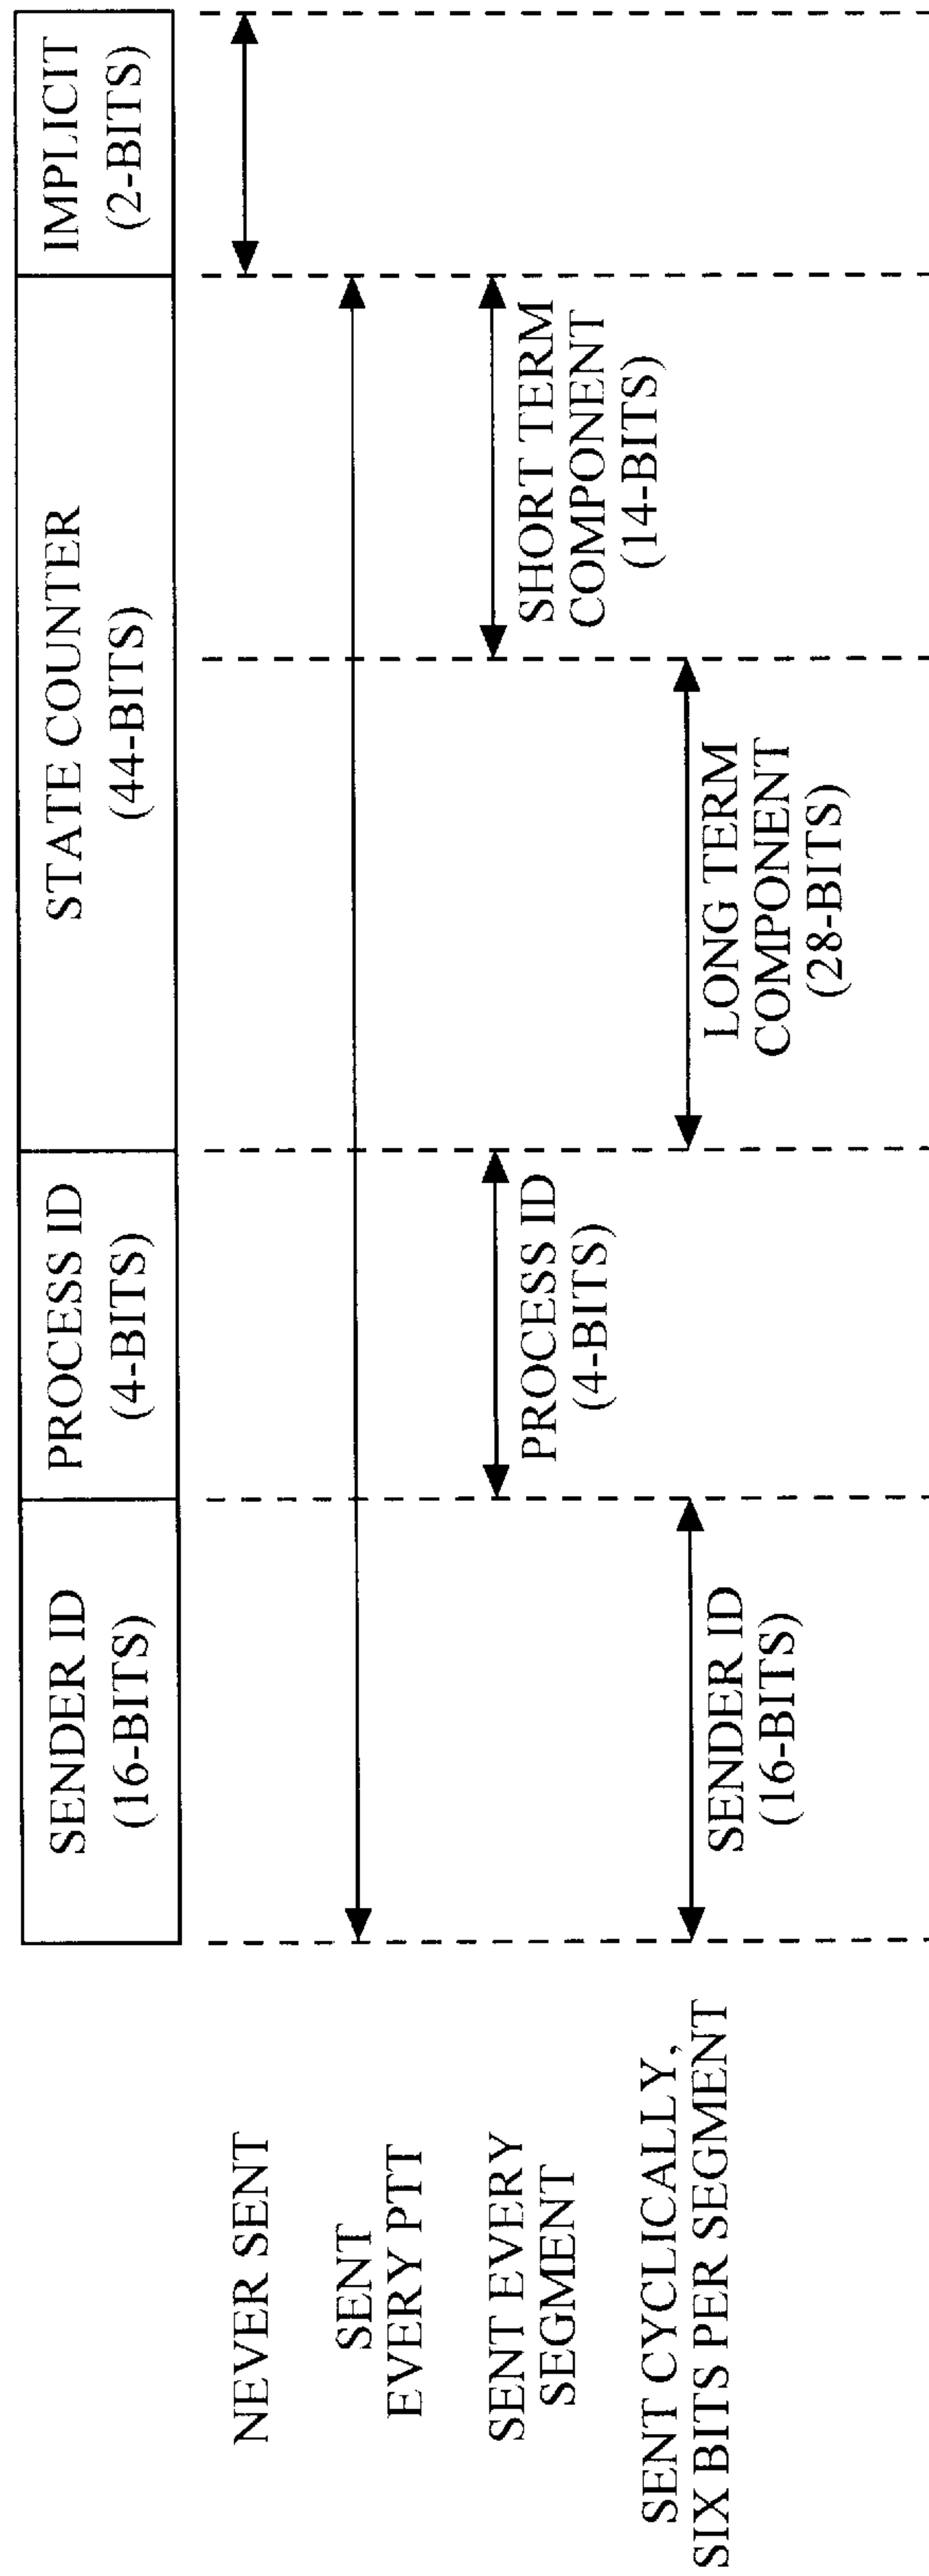 SENDER ID
(16-BITS)
PROCESS ID
(4-BITS)
STATE COUNTER
(44-BITS)
IMPLICIT
(2-BITS)
NEVER SENT
SENT
EVERY PTT
SENT EVERY
SEGMENT
PROCESS ID
(4-BITS)
SHORT TERM
COMPONENT
(14-BITS)
SENT CYCLICALLY,
SIX BITS PER SEGMENT
SENDER ID
(16-BITS)
LONG TERM
COMPONENT
(28-BITS)